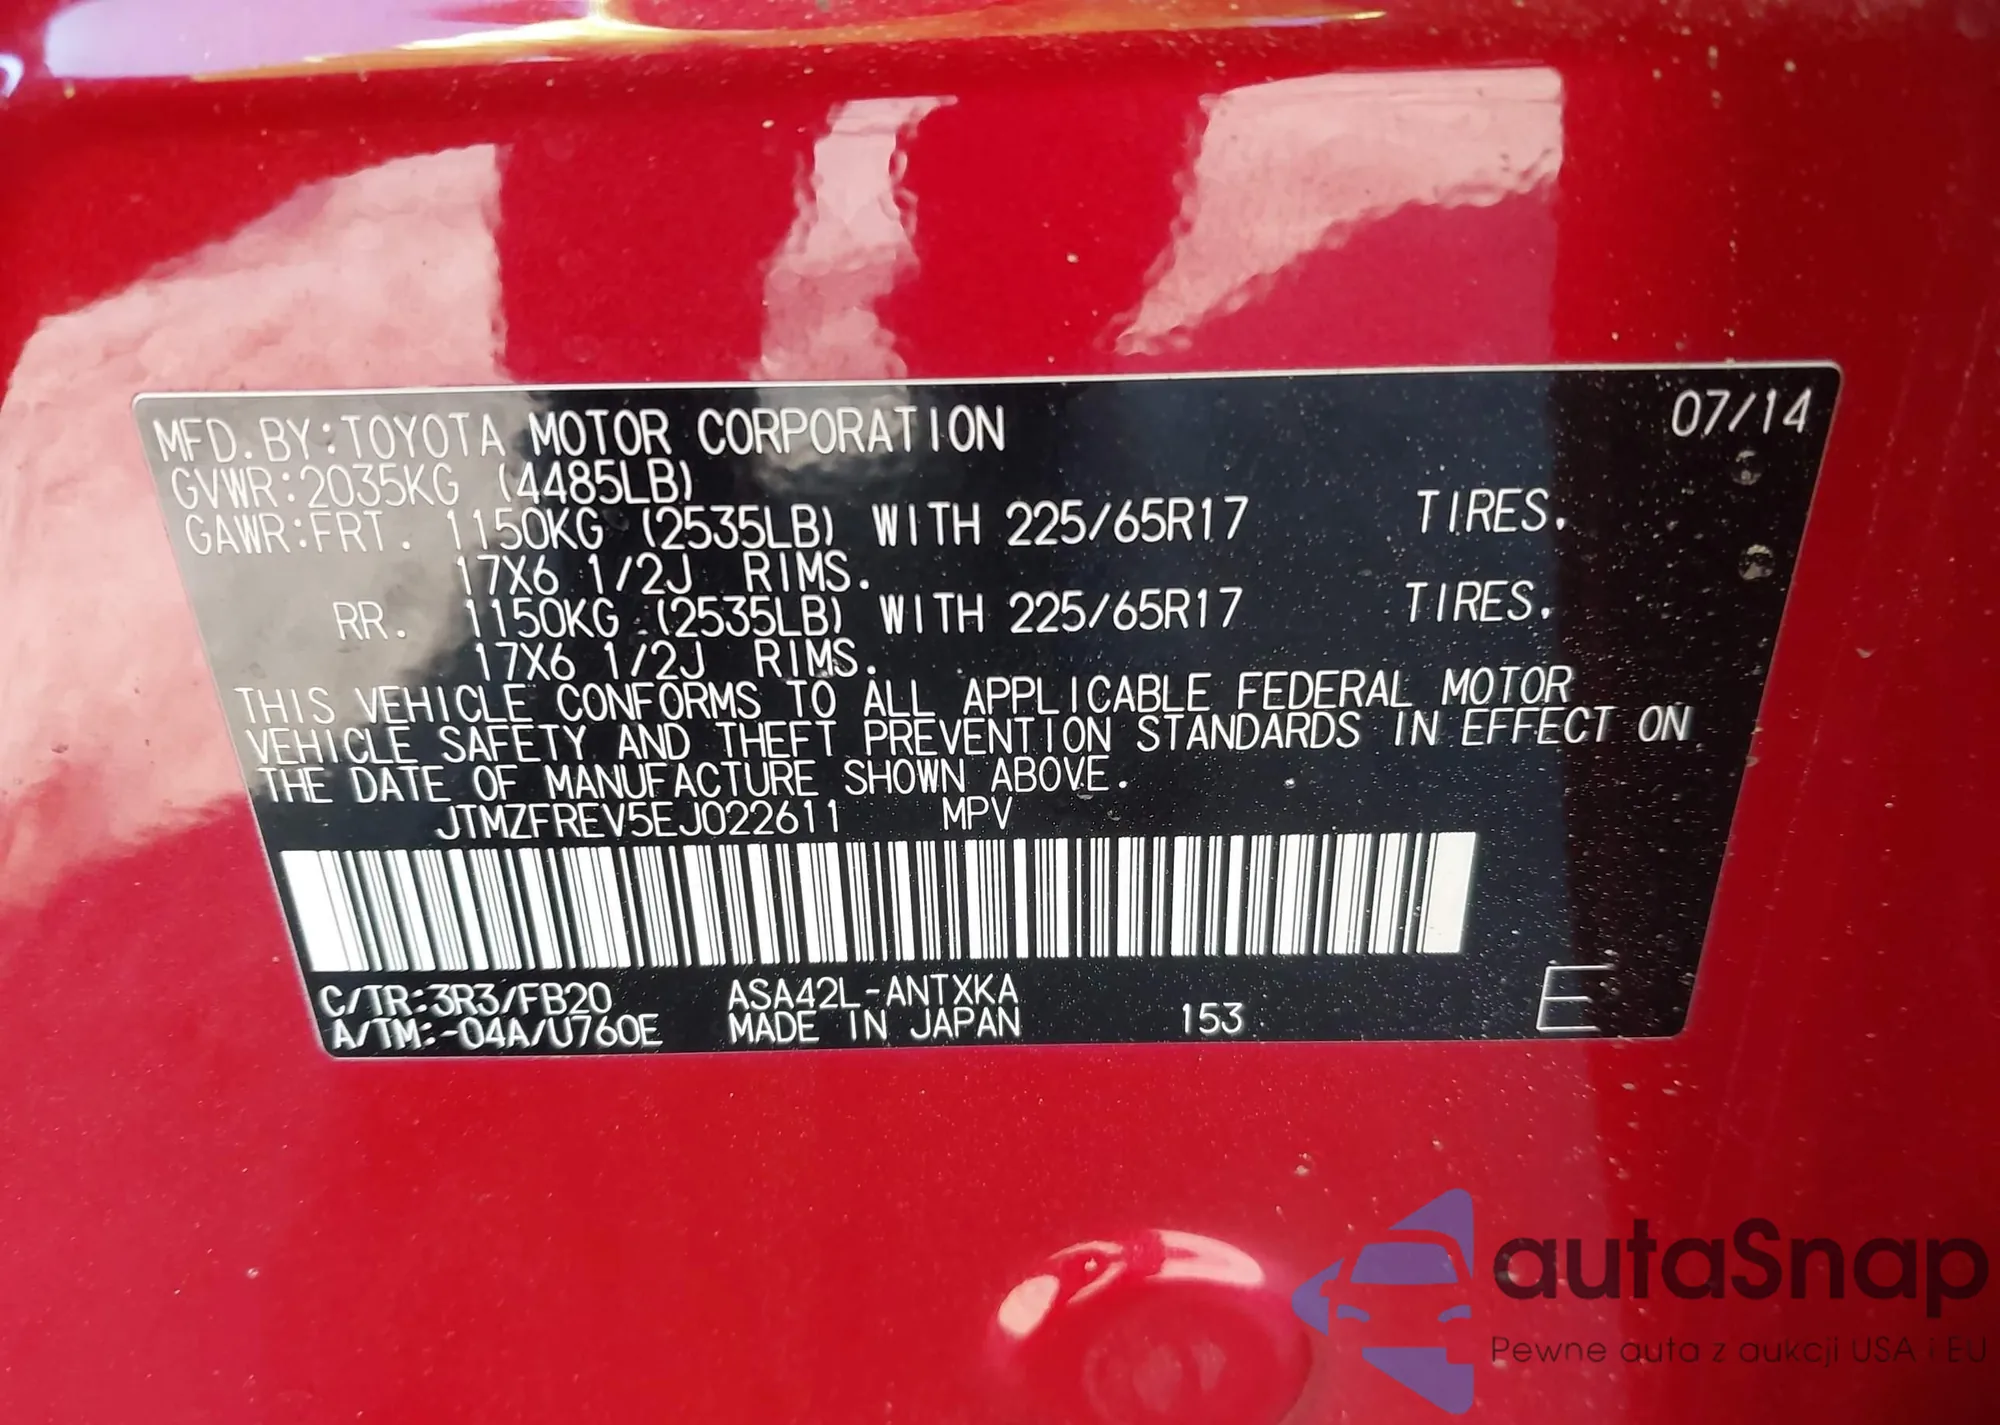 MFD.BY:TOYOTA MOTOR CORPORATION 07/14
GVWR:2035KG (4485LB)
GAWR:FRT. 1150KG (2535LB) WITH 225/65R17 TIRES.
17X6 1/2J RIMS.
RR. 1150KG (2535LB) WITH 225/65R17 TIRES.
17X6 1/2J RIMS.
THIS VEHICLE CONFORMS TO ALL APPLICABLE FEDERAL MOTOR
VEHICLE SAFETY AND THEFT PREVENTION STANDARDS IN EFFECT ON
THE DATE OF MANUFACTURE SHOWN ABOVE.
JTMZFREV5EJ022611 MPV
C/TR:3R3/FB20 ASA42L-ANTXKA
A/TM:-04A/U760E MADE IN JAPAN 153 E
autaSnap
Pewne auta z aukcji USA i EU